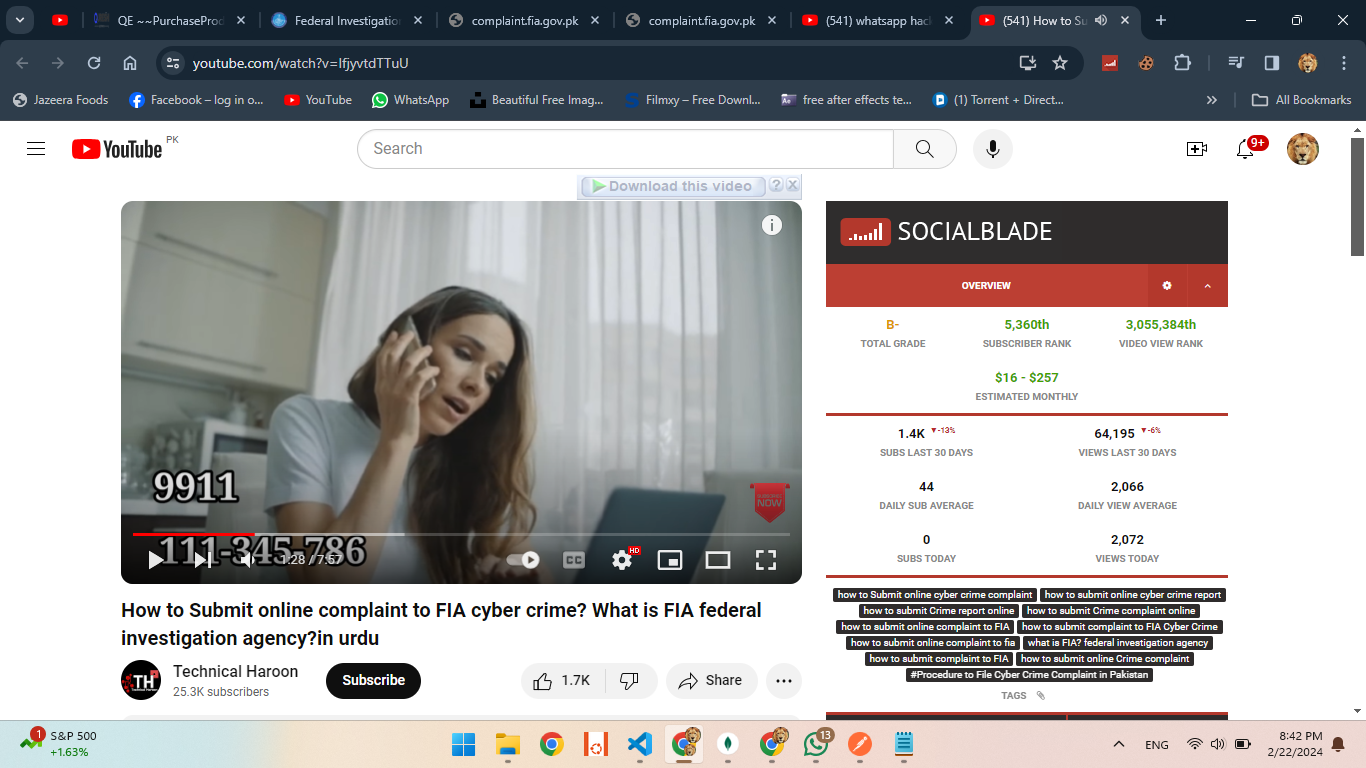 QE ~~PurchaseProd
Federal Investigation
complaint.fia.gov.pk
complaint.fia.gov.pk
(541) whatsapp hac
(541) How to Su
youtube.com/watch?v=IfjyvtdTTuU
Jazeera Foods
Facebook – log in o...
YouTube
WhatsApp
Beautiful Free Imag...
Filmxy – Free Downl...
free after effects te...
(1) Torrent + Direct...
All Bookmarks
YouTube PK
Search
9+
Download this video
SOCIALBLADE
OVERVIEW
B-
5,360th
3,055,384th
TOTAL GRADE
SUBSCRIBER RANK
VIDEO VIEW RANK
$16 - $257
ESTIMATED MONTHLY
1.4K -13%
64,195 -6%
SUBS LAST 30 DAYS
VIEWS LAST 30 DAYS
44
2,066
DAILY SUB AVERAGE
DAILY VIEW AVERAGE
0
2,072
SUBS TODAY
VIEWS TODAY
how to Submit online cyber crime complaint
how to submit online cyber crime report
how to submit Crime report online
how to submit Crime complaint online
how to submit online complaint to FIA
how to submit complaint to FIA Cyber Crime
how to submit online complaint to fia
what is FIA? federal investigation agency
how to submit complaint to FIA
how to submit online Crime complaint
#Procedure to File Cyber Crime Complaint in Pakistan
TAGS
9911
NOW
111-345-786
1:28 / 7:57
CC
HD
How to Submit online complaint to FIA cyber crime? What is FIA federal
investigation agency?in urdu
TH
Technical Haroon
25.3K subscribers
Subscribe
1.7K
Share
1
S&P 500
+1.63%
13
ENG
8:42 PM
2/22/2024